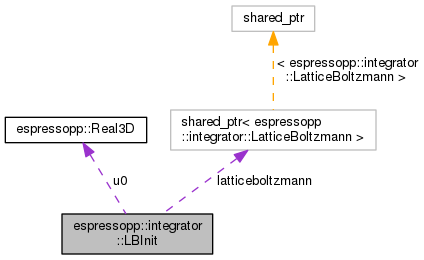 shared_ptr
< espressopp::integrator
::LatticeBoltzmann >
espressopp::Real3D
shared_ptr< espressopp
::integrator::LatticeBoltzmann >
u0
latticeboltzmann
espressopp::integrator
::LBInit